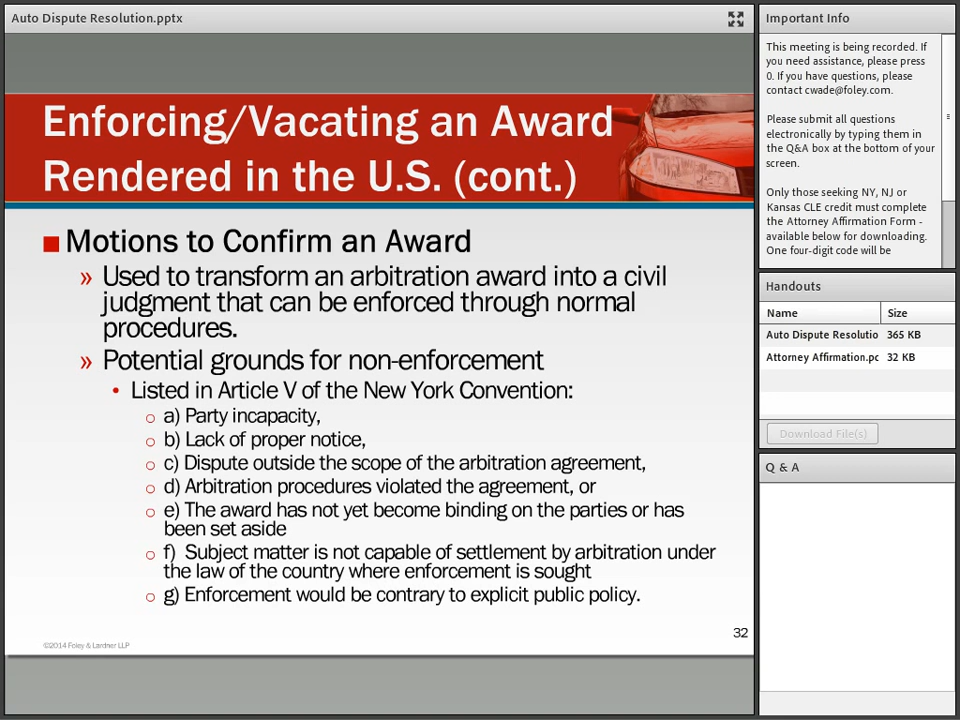 Auto Dispute Resolution.pptx
Enforcing/Vacating an Award
Rendered in the U.S. (cont.)
Motions to Confirm an Award
» Used to transform an arbitration award into a civil
judgment that can be enforced through normal
procedures.
» Potential grounds for non-enforcement
• Listed in Article V of the New York Convention:
o a) Party incapacity,
o b) Lack of proper notice,
o c) Dispute outside the scope of the arbitration agreement,
o d) Arbitration procedures violated the agreement, or
o e) The award has not yet become binding on the parties or has
been set aside
o f) Subject matter is not capable of settlement by arbitration under
the law of the country where enforcement is sought
o g) Enforcement would be contrary to explicit public policy.
32
©2014 Foley & Lardner LLP
Important Info
This meeting is being recorded. If
you need assistance, please press
0. If you have questions, please
contact cwade@foley.com.
Please submit all questions
electronically by typing them in
the Q&A box at the bottom of your
screen.
Only those seeking NY, NJ or
Kansas CLE credit must complete
the Attorney Affirmation Form -
available below for downloading.
One four-digit code will be
Handouts
Name Size
Auto Dispute Resolutio 365 KB
Attorney Affirmation.pc 32 KB
Download File(s)
Q & A